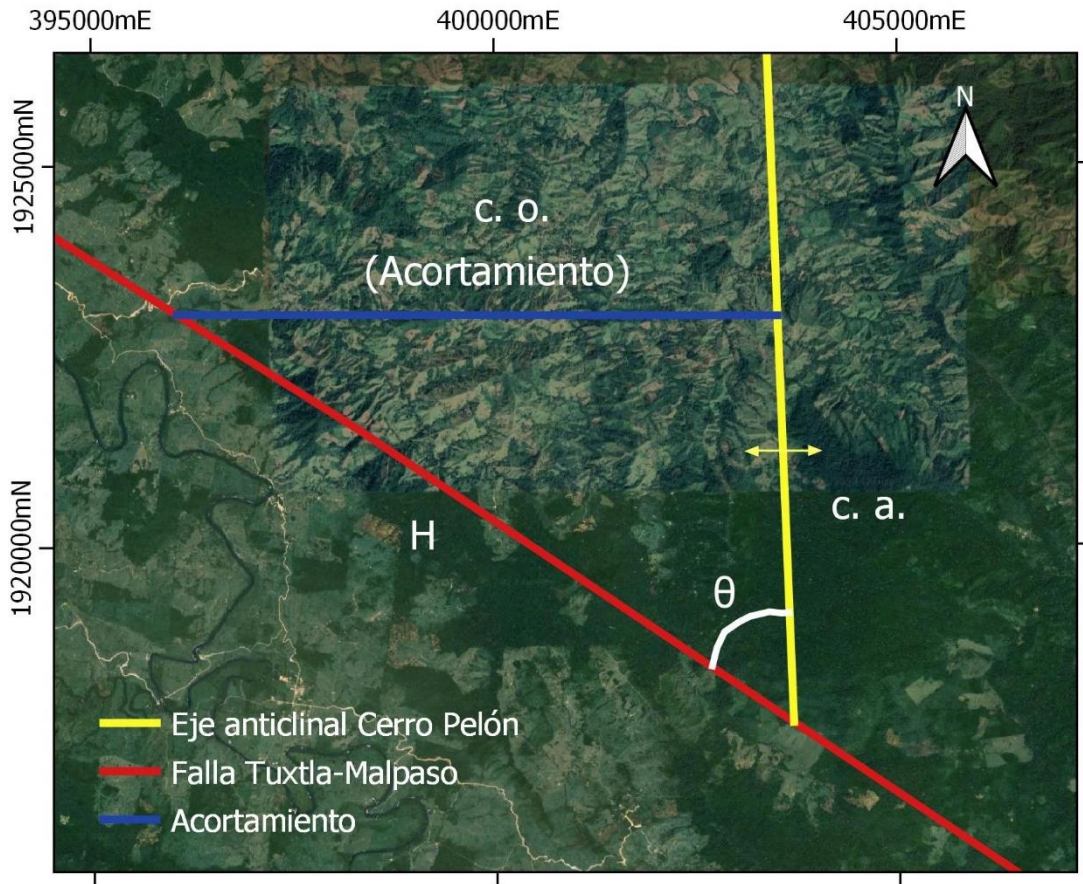 395000mE 400000mE 405000mE
N
1925000mN
c. o.
(Acortamiento)
c. a.
H
1920000mN
θ
Eje anticlinal Cerro Pelón
Falla Tuxtla-Malpaso
Acortamiento